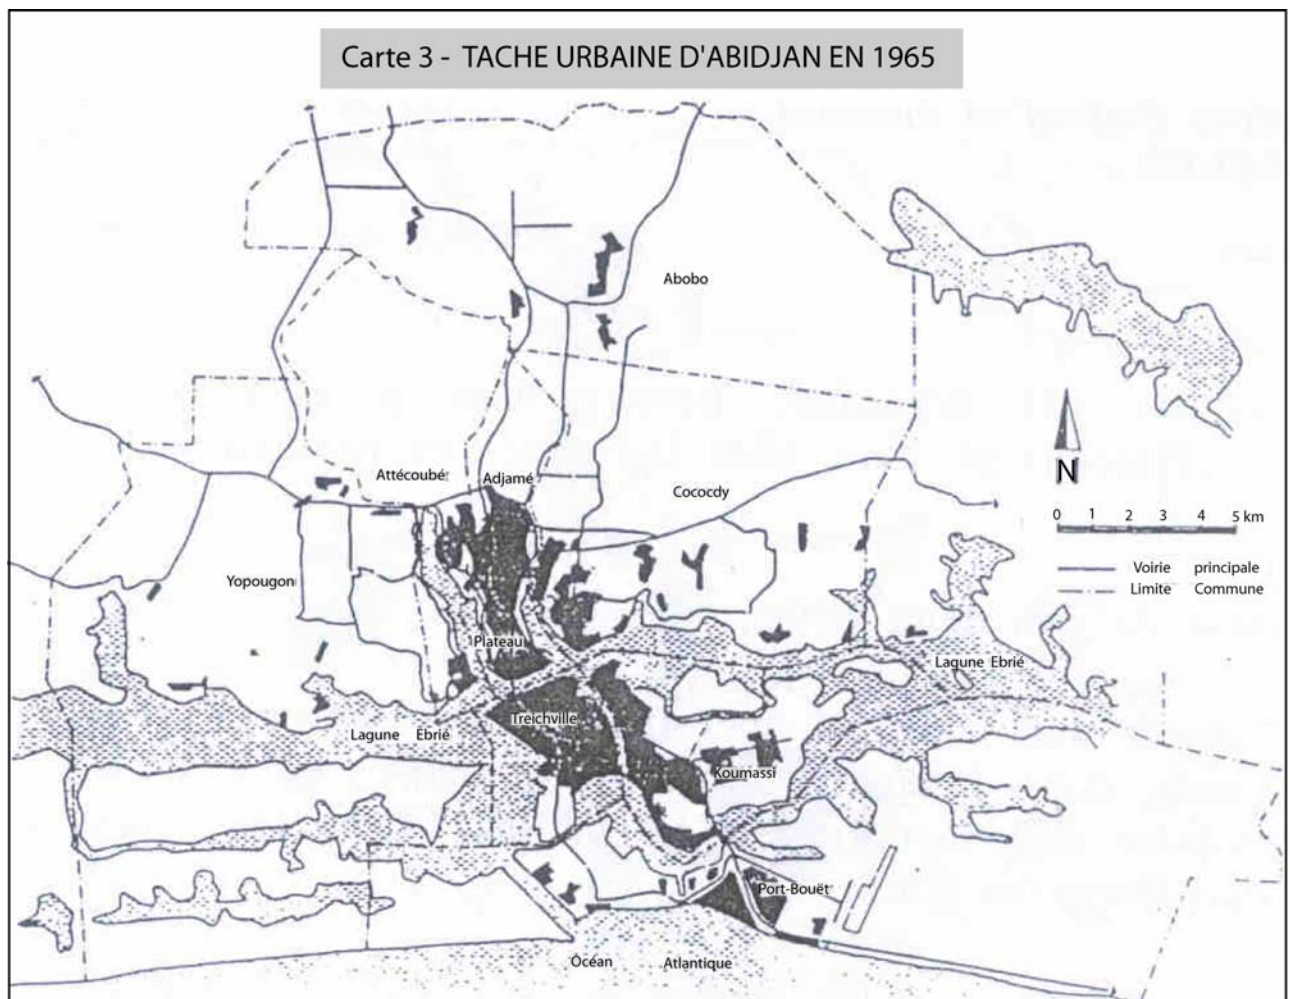 Carte 3 - TACHE URBAINE D'ABIDJAN EN 1965
Abobo
Attécoubé
Adjamé
Cococdy
N
0 1 2 3 4 5 km
Voirie principale
Limite Commune
Yopougon
Plateau
Lagune Ebrié
Treichville
Lagune Ebrié
Koumassi
Port-Bouët
Océan Atlantique